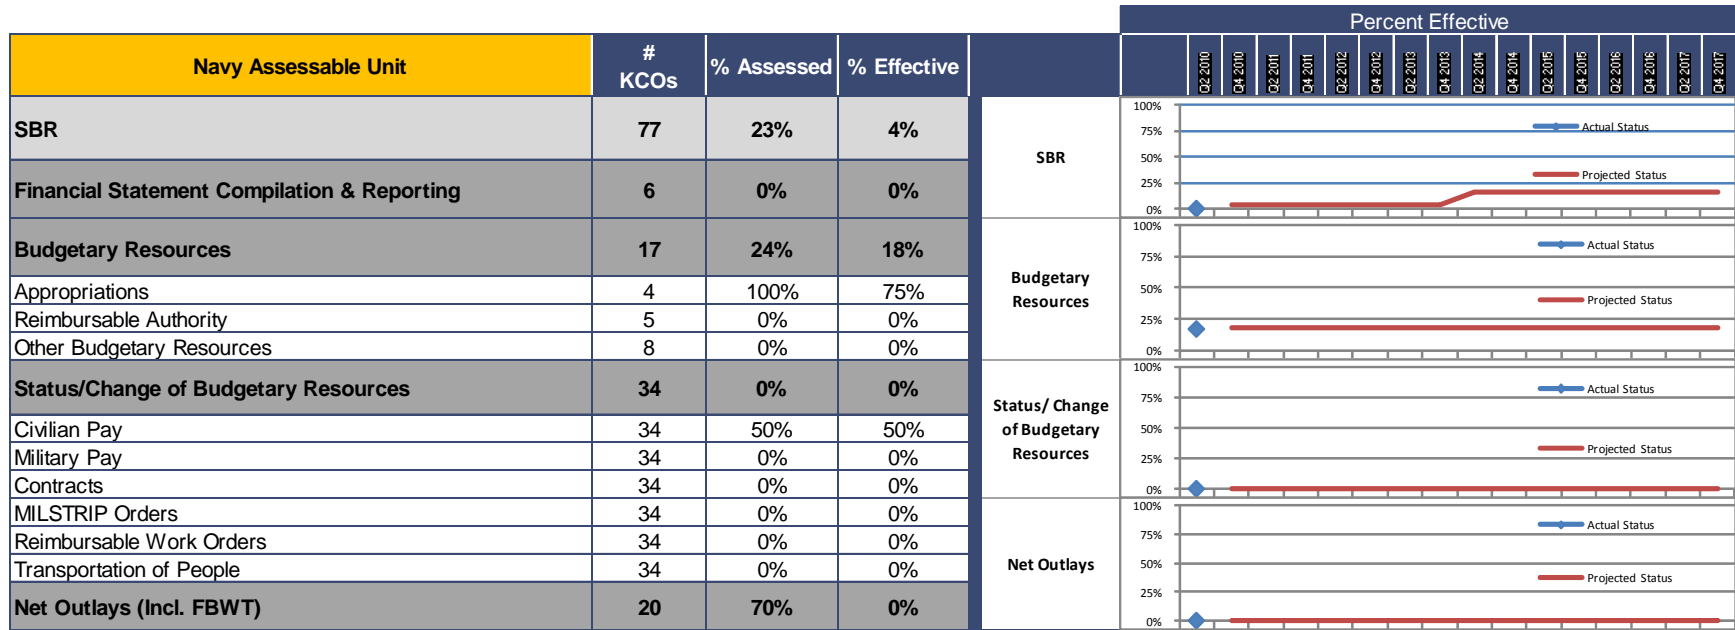 Percent Effective
Navy Assessable Unit # KCOs % Assessed % Effective
Q2 2010 Q4 2010 Q2 2011 Q4 2011 Q2 2012 Q4 2012 Q2 2013 Q4 2013 Q2 2014 Q4 2014 Q2 2015 Q4 2015 Q2 2016 Q4 2016 Q2 2017 Q4 2017
SBR 77 23% 4%
Financial Statement Compilation & Reporting 6 0% 0%
Budgetary Resources 17 24% 18%
Appropriations 4 100% 75%
Reimbursable Authority 5 0% 0%
Other Budgetary Resources 8 0% 0%
Status/Change of Budgetary Resources 34 0% 0%
Civilian Pay 34 50% 50%
Military Pay 34 0% 0%
Contracts 34 0% 0%
MILSTRIP Orders 34 0% 0%
Reimbursable Work Orders 34 0% 0%
Transportation of People 34 0% 0%
Net Outlays (Incl. FBWT) 20 70% 0%
SBR
100%
75%
50%
25%
0%
Actual Status
Projected Status
Budgetary
Resources
100%
75%
50%
25%
0%
Actual Status
Projected Status
Status/ Change
of Budgetary
Resources
100%
75%
50%
25%
0%
Actual Status
Projected Status
Net Outlays
100%
75%
50%
25%
0%
Actual Status
Projected Status